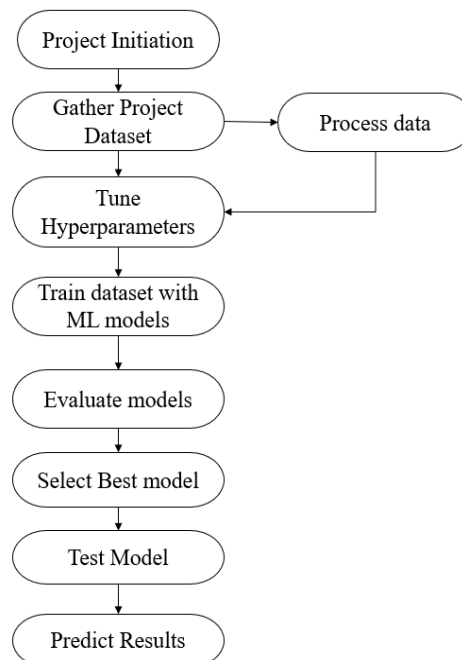 Project Initiation
Gather Project
Dataset
Process data
Tune
Hyperparameters
Train dataset with
ML models
Evaluate models
Select Best model
Test Model
Predict Results